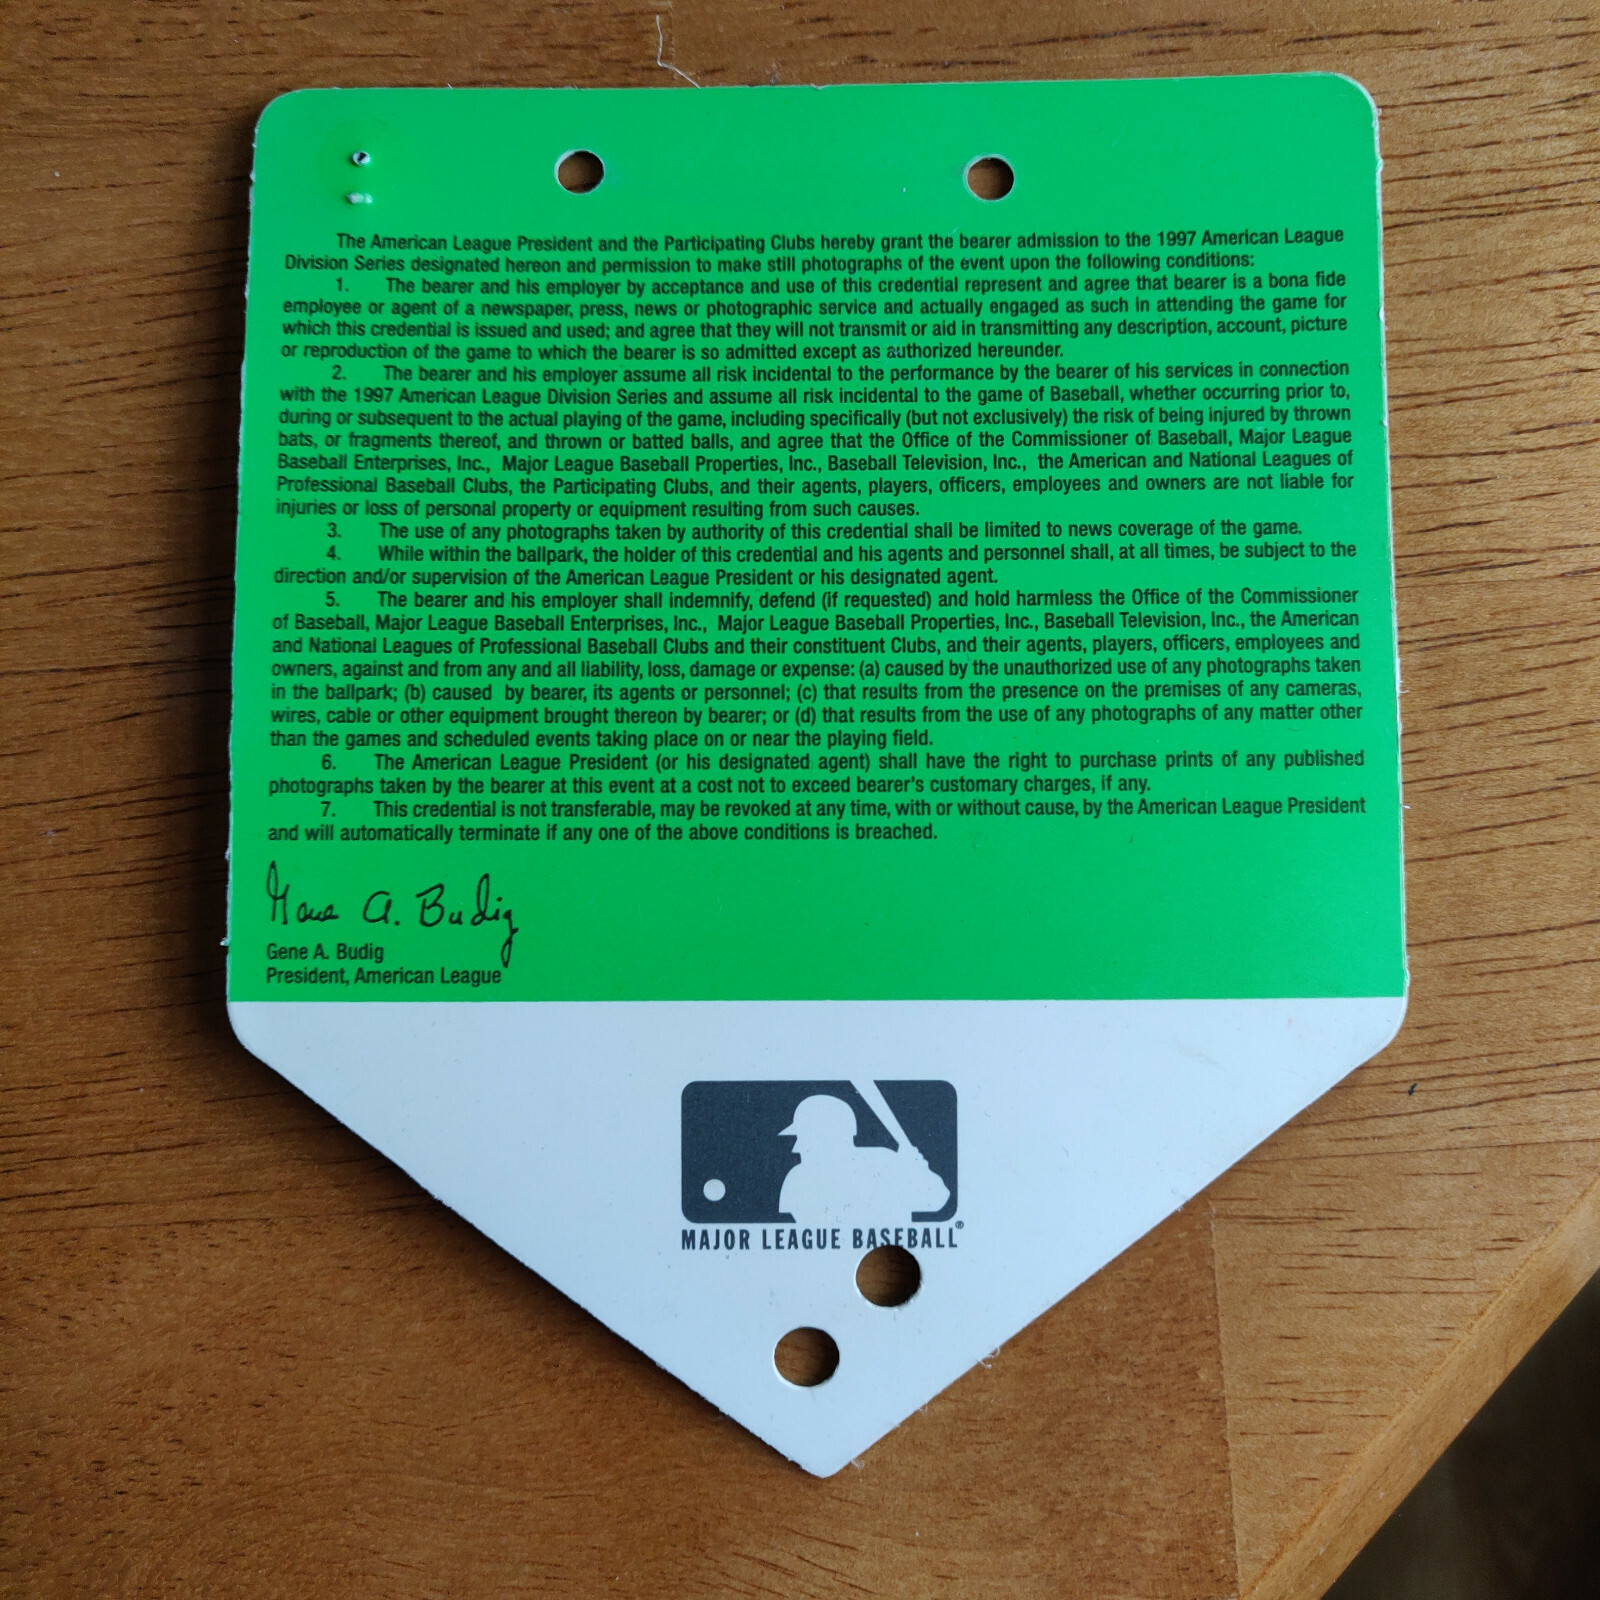 The American League President and the Participating Clubs hereby grant the bearer admission to the 1997 American League
Division Series designated hereon and permission to make still photographs of the event upon the following conditions:
1. The bearer and his employer by acceptance and use of this credential represent and agree that bearer is a bona fide
employee or agent of a newspaper, press, news or photographic service and actually engaged as such in attending the game for
which this credential is issued and used; and agree that they will not transmit or aid in transmitting any description, account, picture
or reproduction of the game to which the bearer is so admitted except as authorized hereunder.
2. The bearer and his employer assume all risk incidental to the performance by the bearer of his services in connection
with the 1997 American League Division Series and assume all risk incidental to the game of Baseball, whether occurring prior to,
during or subsequent to the actual playing of the game, including specifically (but not exclusively) the risk of being injured by thrown
bats, or fragments thereof, and thrown or batted balls, and agree that the Office of the Commissioner of Baseball, Major League
Baseball Enterprises, Inc., Major League Baseball Properties, Inc., Baseball Television, Inc., the American and National Leagues of
Professional Baseball Clubs, the Participating Clubs, and their agents, players, officers, employees and owners are not liable for
injuries or loss of personal property or equipment resulting from such causes.
3. The use of any photographs taken by authority of this credential shall be limited to news coverage of the game.
4. While within the ballpark, the holder of this credential and his agents and personnel shall, at all times, be subject to the
direction and/or supervision of the American League President or his designated agent.
5. The bearer and his employer shall indemnify, defend (if requested) and hold harmless the Office of the Commissioner
of Baseball, Major League Baseball Enterprises, Inc., Major League Baseball Properties, Inc., Baseball Television, Inc., the American
and National Leagues of Professional Baseball Clubs and their constituent Clubs, and their agents, players, officers, employees and
owners, against and from any and all liability, loss, damage or expense: (a) caused by the unauthorized use of any photographs taken
in the ballpark; (b) caused by bearer, its agents or personnel; (c) that results from the presence on the premises of any cameras,
wires, cable or other equipment brought thereon by bearer; or (d) that results from the use of any photographs of any matter other
than the games and scheduled events taking place on or near the playing field.
6. The American League President (or his designated agent) shall have the right to purchase prints of any published
photographs taken by the bearer at this event at a cost not to exceed bearer's customary charges, if any.
7. This credential is not transferable, may be revoked at any time, with or without cause, by the American League President
and will automatically terminate if any one of the above conditions is breached.
Gene A. Budig
Gene A. Budig
President, American League
MAJOR LEAGUE BASEBALL®